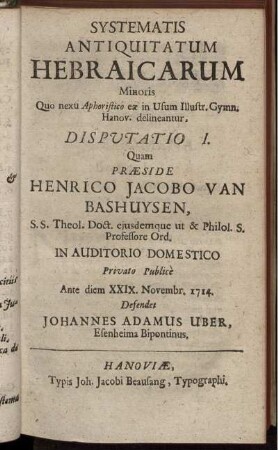 SYSTEMATIS
ANTIQUITATUM
HEBRAICARUM
Minoris
Quo nexu Aphoristico eæ in Usum Illustr. Gymn.
Hanov. delineantur.
DISPVTATIO I.
Quam
PRÆSIDE
HENRICO JACOBO VAN
BASHUYSEN,
S. S. Theol. Doct. ejusdemque ut & Philol. S.
Professore Ord.
IN AUDITORIO DOMESTICO
Privato Publicè
Ante diem XXIX. Novembr. 1714.
Defendet
JOHANNES ADAMUS UBER,
Esenheima Bipontinus.
HANOVIÆ,
Typis Joh. Jacobi Beausang, Typographi.